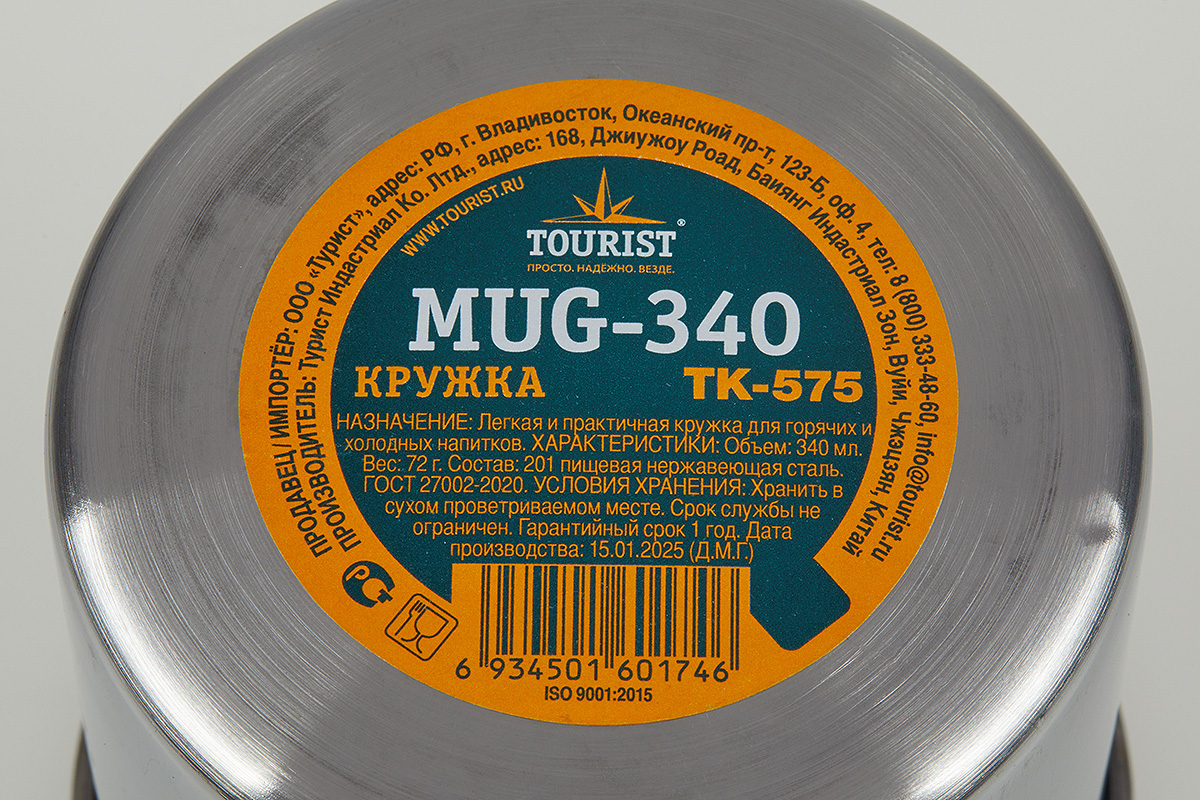 ПРОДАВЕЦ / ИМПОРТЁР: ООО «Турист», адрес: РФ, г. Владивосток, Океанский пр-т, 123-Б, оф. 4, тел: 8 (800) 333-48-60, info@tourist.ru
ПРОИЗВОДИТЕЛЬ: Турист Индастриал Ко. Лтд., адрес: 168, Джиужоу Роад, Баиянг Индастриал Зон, Вуйи, Чжэцзян, Китай
WWW.TOURIST.RU
TOURIST®
ПРОСТО. НАДЁЖНО. ВЕЗДЕ.
MUG-340
КРУЖКА
TK-575
НАЗНАЧЕНИЕ: Легкая и практичная кружка для горячих и
холодных напитков. ХАРАКТЕРИСТИКИ: Объем: 340 мл.
Вес: 72 г. Состав: 201 пищевая нержавеющая сталь.
ГОСТ 27002-2020. УСЛОВИЯ ХРАНЕНИЯ: Хранить в
сухом проветриваемом месте. Срок службы не
ограничен. Гарантийный срок 1 год. Дата
производства: 15.01.2025 (Д.М.Г.)
РСТ
6 934501 601746
ISO 9001:2015